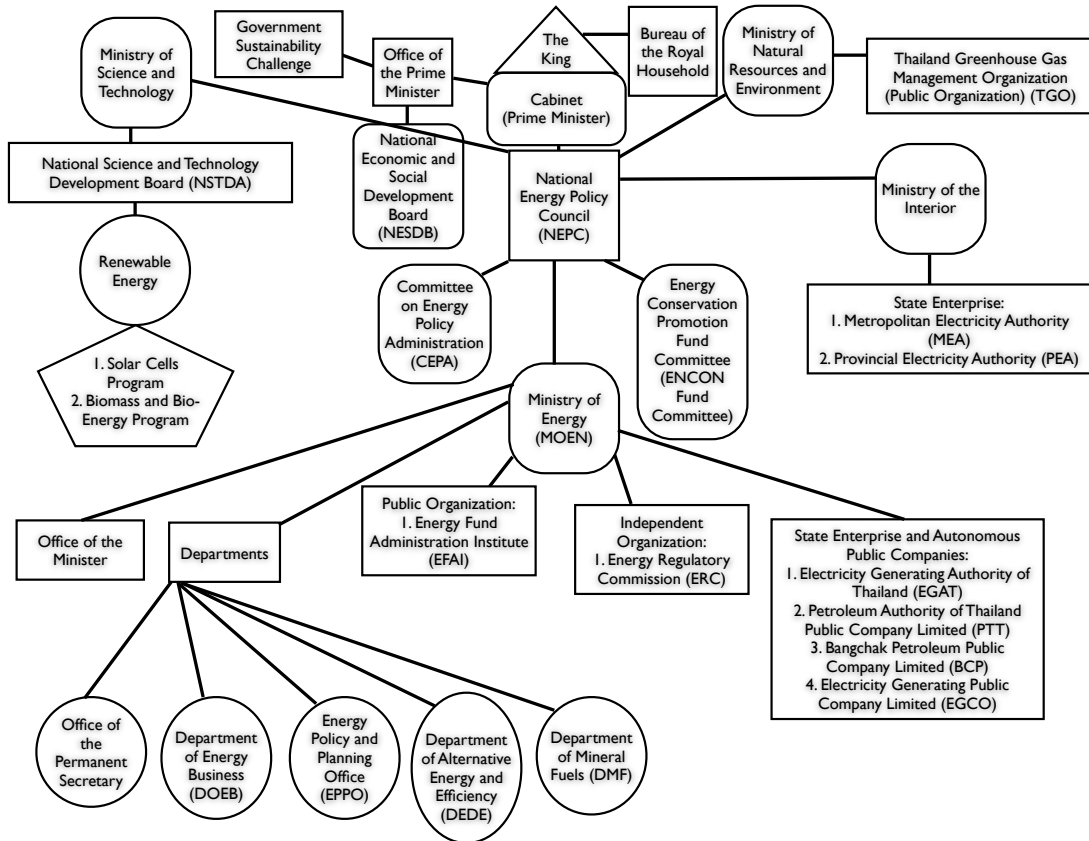 Ministry of
Science and
Technology
Government
Sustainability
Challenge
Office of
the Prime
Minister
The
King
Bureau of
the Royal
Household
Ministry of
Natural
Resources and
Environment
Thailand Greenhouse Gas
Management Organization
(Public Organization) (TGO)
Cabinet
(Prime Minister)
National Science and Technology
Development Board (NSTDA)
National
Economic and
Social
Development
Board
(NESDB)
National
Energy Policy
Council
(NEPC)
Ministry of the
Interior
Renewable
Energy
Committee
on Energy
Policy
Administration
(CEPA)
Energy
Conservation
Promotion
Fund
Committee
(ENCON
Fund
Committee)
State Enterprise:
1. Metropolitan Electricity Authority
(MEA)
2. Provincial Electricity Authority (PEA)
1. Solar Cells
Program
2. Biomass and Bio-
Energy Program
Ministry of
Energy
(MOEN)
Office of the
Minister
Departments
Public Organization:
1. Energy Fund
Administration Institute
(EFAI)
Independent
Organization:
1. Energy Regulatory
Commission (ERC)
State Enterprise and Autonomous
Public Companies:
1. Electricity Generating Authority of
Thailand (EGAT)
2. Petroleum Authority of Thailand
Public Company Limited (PTT)
3. Bangchak Petroleum Public
Company Limited (BCP)
4. Electricity Generating Public
Company Limited (EGCO)
Office of
the
Permanent
Secretary
Department
of Energy
Business
(DOEB)
Energy
Policy and
Planning
Office
(EPPO)
Department
of Alternative
Energy and
Efficiency
(DEDE)
Department
of Mineral
Fuels (DMF)